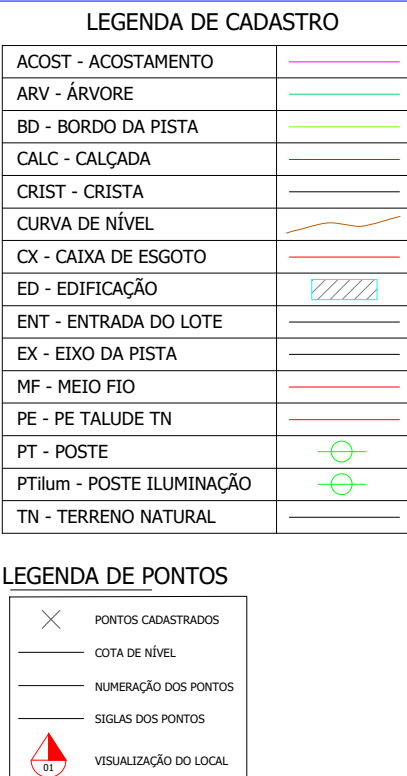 LEGENDA DE CADASTRO
ACOST - ACOSTAMENTO
ARV - ÁRVORE
BD - BORDO DA PISTA
CALC - CALÇADA
CRIST - CRISTA
CURVA DE NÍVEL
CX - CAIXA DE ESGOTO
ED - EDIFICAÇÃO
ENT - ENTRADA DO LOTE
EX - EIXO DA PISTA
MF - MEIO FIO
PE - PE TALUDE TN
PT - POSTE
PTilum - POSTE ILUMINAÇÃO
TN - TERRENO NATURAL
LEGENDA DE PONTOS
PONTOS CADASTRADOS
COTA DE NÍVEL
NUMERAÇÃO DOS PONTOS
SIGLAS DOS PONTOS
01 VISUALIZAÇÃO DO LOCAL